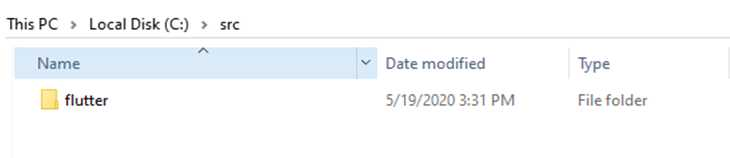 This PC > Local Disk (C:) > src
Name Date modified Type
flutter 5/19/2020 3:31 PM File folder